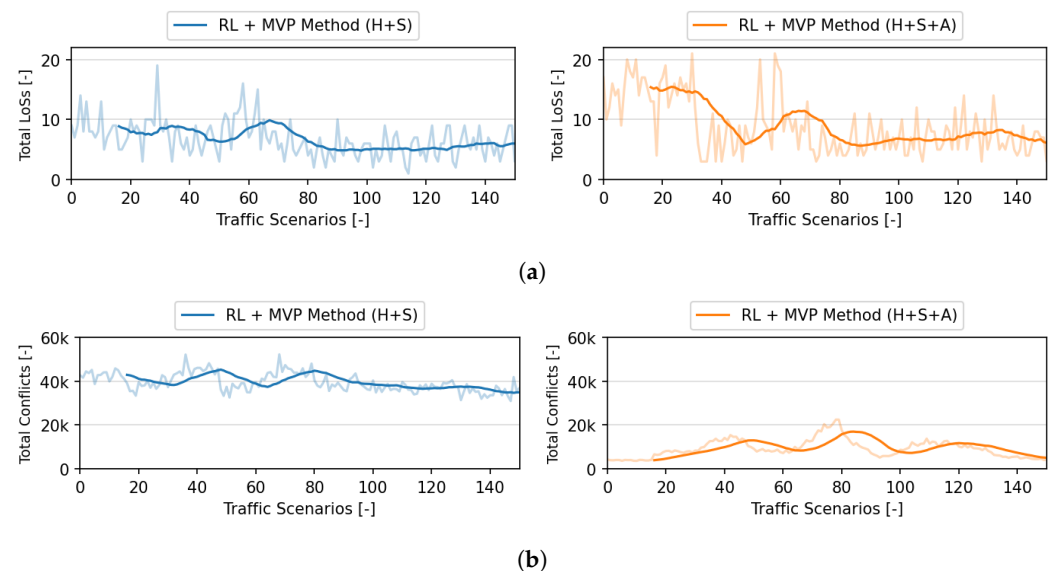 RL + MVP Method (H+S)
RL + MVP Method (H+S+A)
Total LoSs [-]
20
10
0
0 20 40 60 80 100 120 140
Traffic Scenarios [-]
Total LoSs [-]
20
10
0
0 20 40 60 80 100 120 140
Traffic Scenarios [-]
(a)
RL + MVP Method (H+S)
RL + MVP Method (H+S+A)
Total Conflicts [-]
60k
40k
20k
0
0 20 40 60 80 100 120 140
Traffic Scenarios [-]
Total Conflicts [-]
60k
40k
20k
0
0 20 40 60 80 100 120 140
Traffic Scenarios [-]
(b)